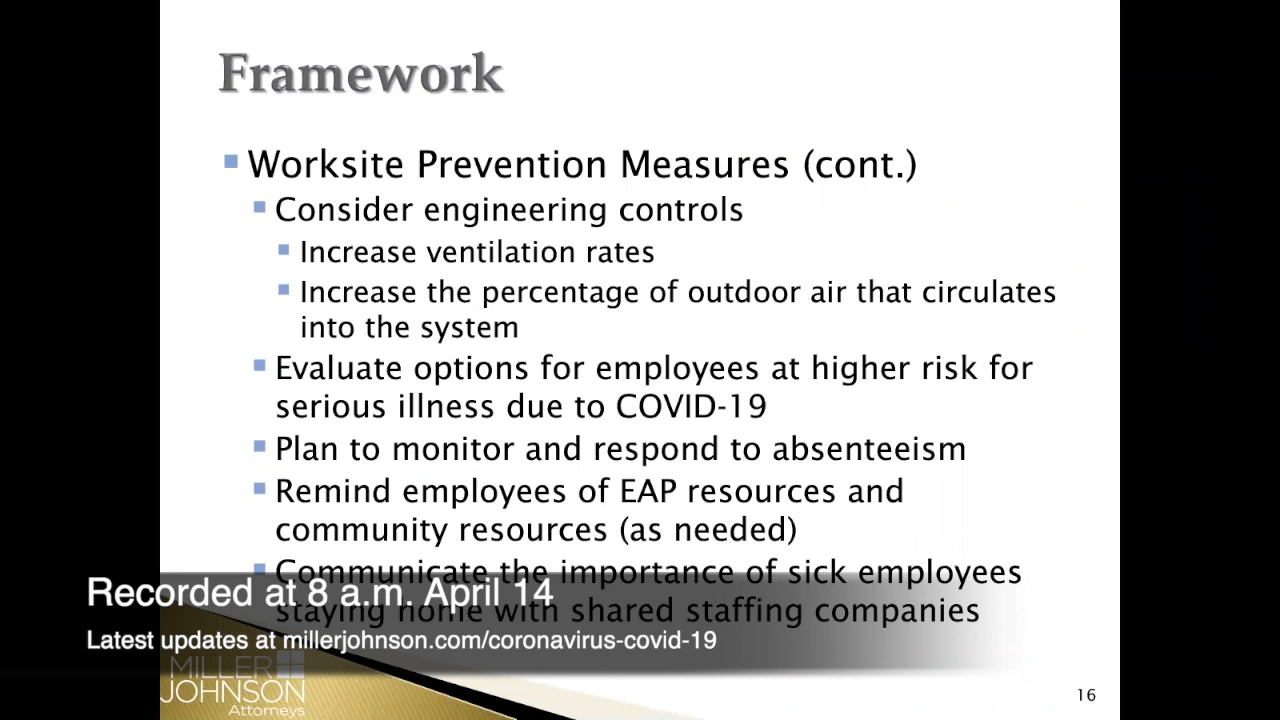 Framework
Worksite Prevention Measures (cont.)
Consider engineering controls
Increase ventilation rates
Increase the percentage of outdoor air that circulates
into the system
Evaluate options for employees at higher risk for
serious illness due to COVID-19
Plan to monitor and respond to absenteeism
Remind employees of EAP resources and
community resources (as needed)
Communicate the importance of sick employees
staying home with shared staffing companies
Recorded at 8 a.m. April 14
Latest updates at millerjohnson.com/coronavirus-covid-19
MILLER
JOHNSON
Attorneys
16